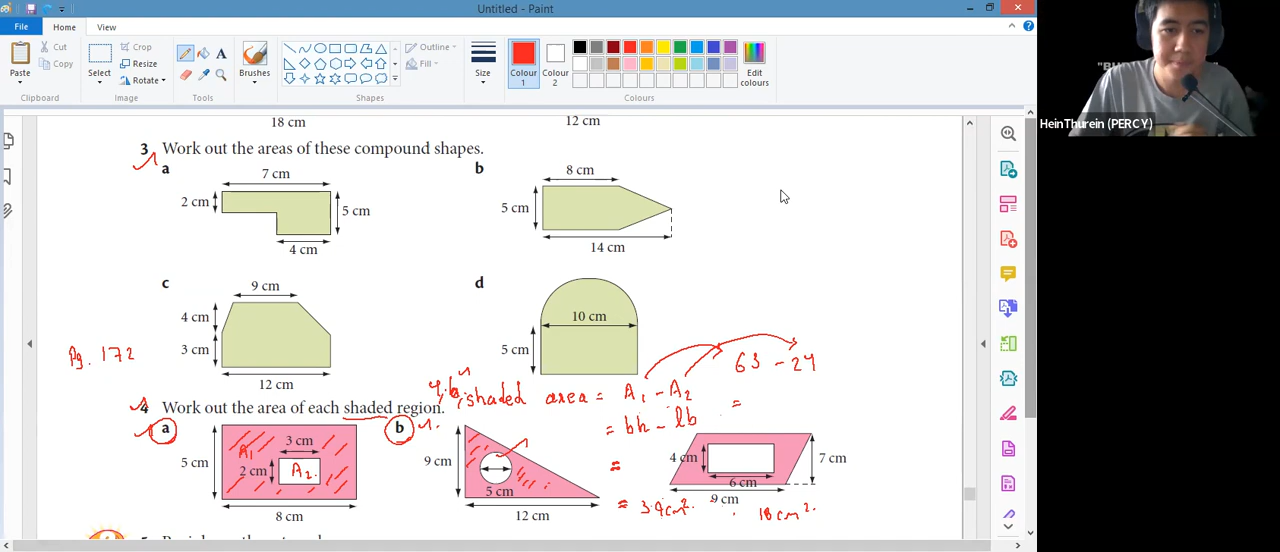 Untitled - Paint
File Home View
Paste
Cut
Copy
Clipboard
Select
Crop
Resize
Rotate
Image
A
Tools
Brushes
Outline
Fill
Shapes
Size
Colour 1
Colour 2
Edit colours
Colours
HeinThurein (PERCY)
18 cm 12 cm
3 Work out the areas of these compound shapes.
a
7 cm
2 cm
5 cm
4 cm
b
8 cm
5 cm
14 cm
c
9 cm
4 cm
3 cm
12 cm
d
10 cm
5 cm
Pg. 172
63 - 24
shaded area = A1 - A2 =
= bh - lb
=
= 39cm². 18 cm².
4 Work out the area of each shaded region.
a
3 cm
5 cm
2 cm
8 cm
A1
A2
b
9 cm
5 cm
12 cm
4 cm
7 cm
6 cm
9 cm